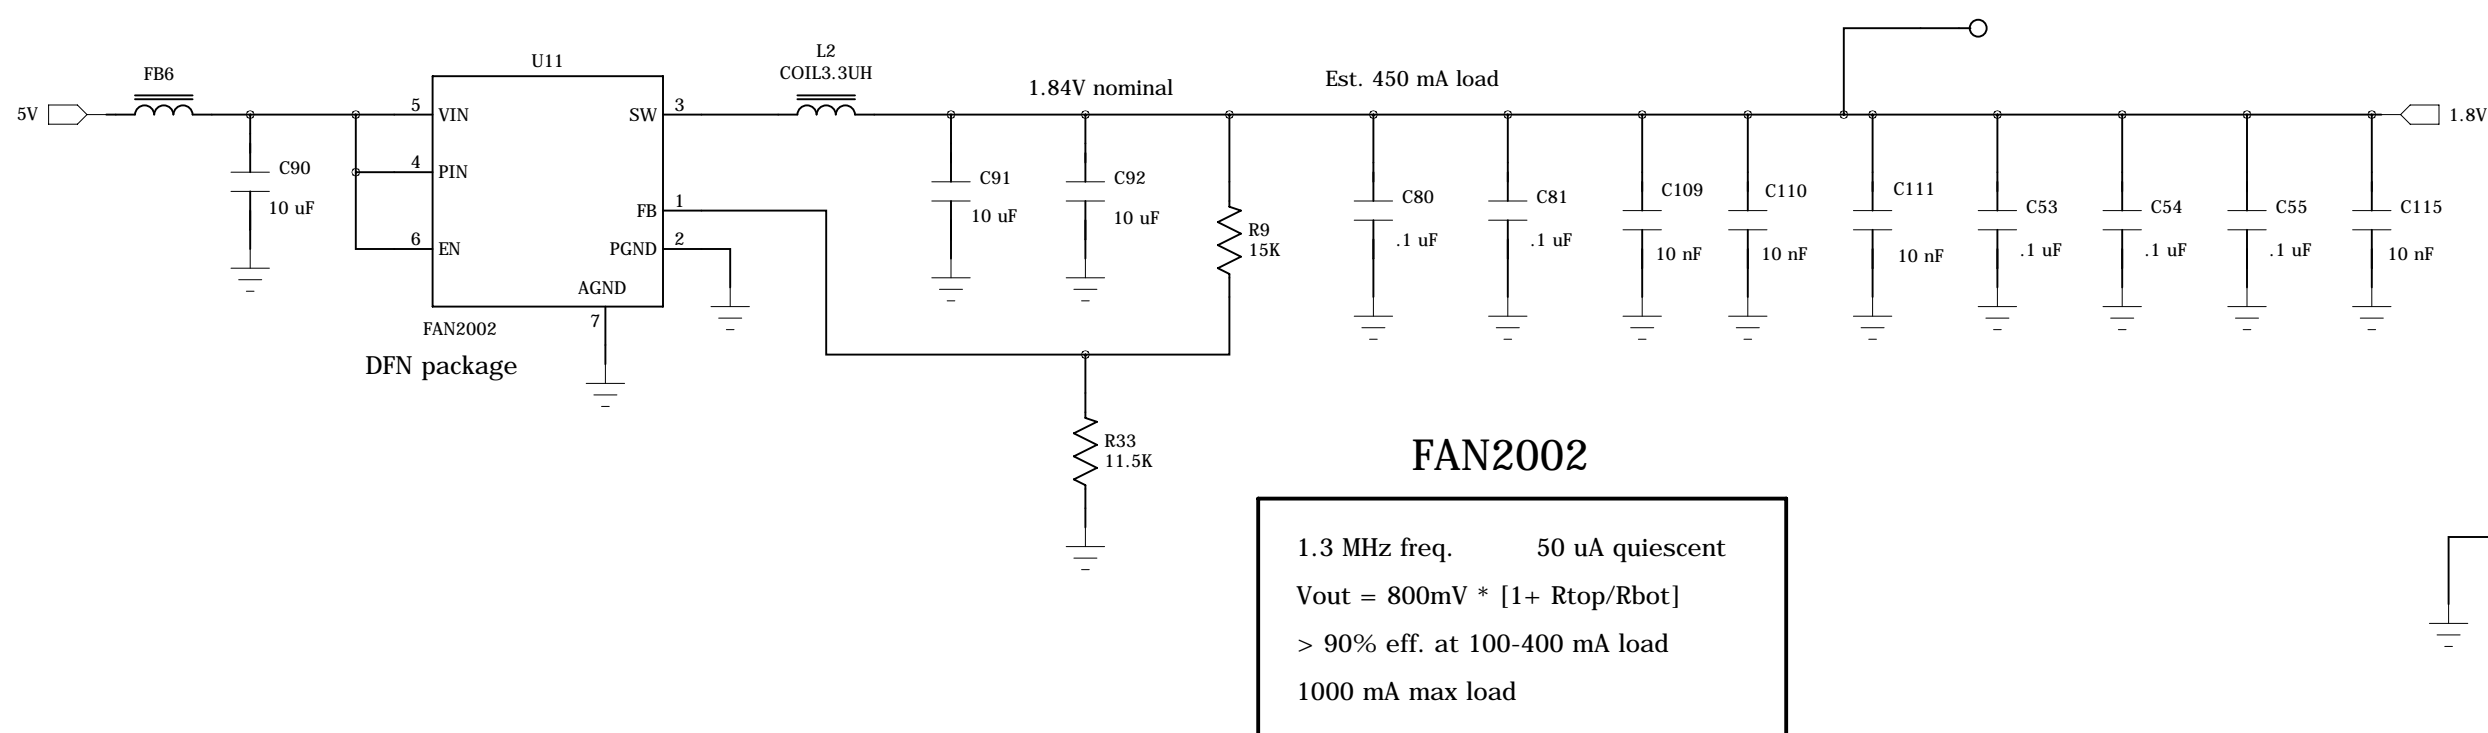 FB6
5V
C90
10 uF
U11
5
VIN
4
PIN
6
EN
SW
3
FB
1
PGND
2
AGND
7
FAN2002
DFN package
L2
COIL3.3UH
1.84V nominal
Est. 450 mA load
C91
10 uF
C92
10 uF
R9
15K
R33
11.5K
C80
.1 uF
C81
.1 uF
C109
10 nF
C110
10 nF
C111
10 nF
C53
.1 uF
C54
.1 uF
C55
.1 uF
C115
10 nF
1.8V
FAN2002
1.3 MHz freq. 50 uA quiescent
Vout = 800mV * [1+ Rtop/Rbot]
> 90% eff. at 100-400 mA load
1000 mA max load